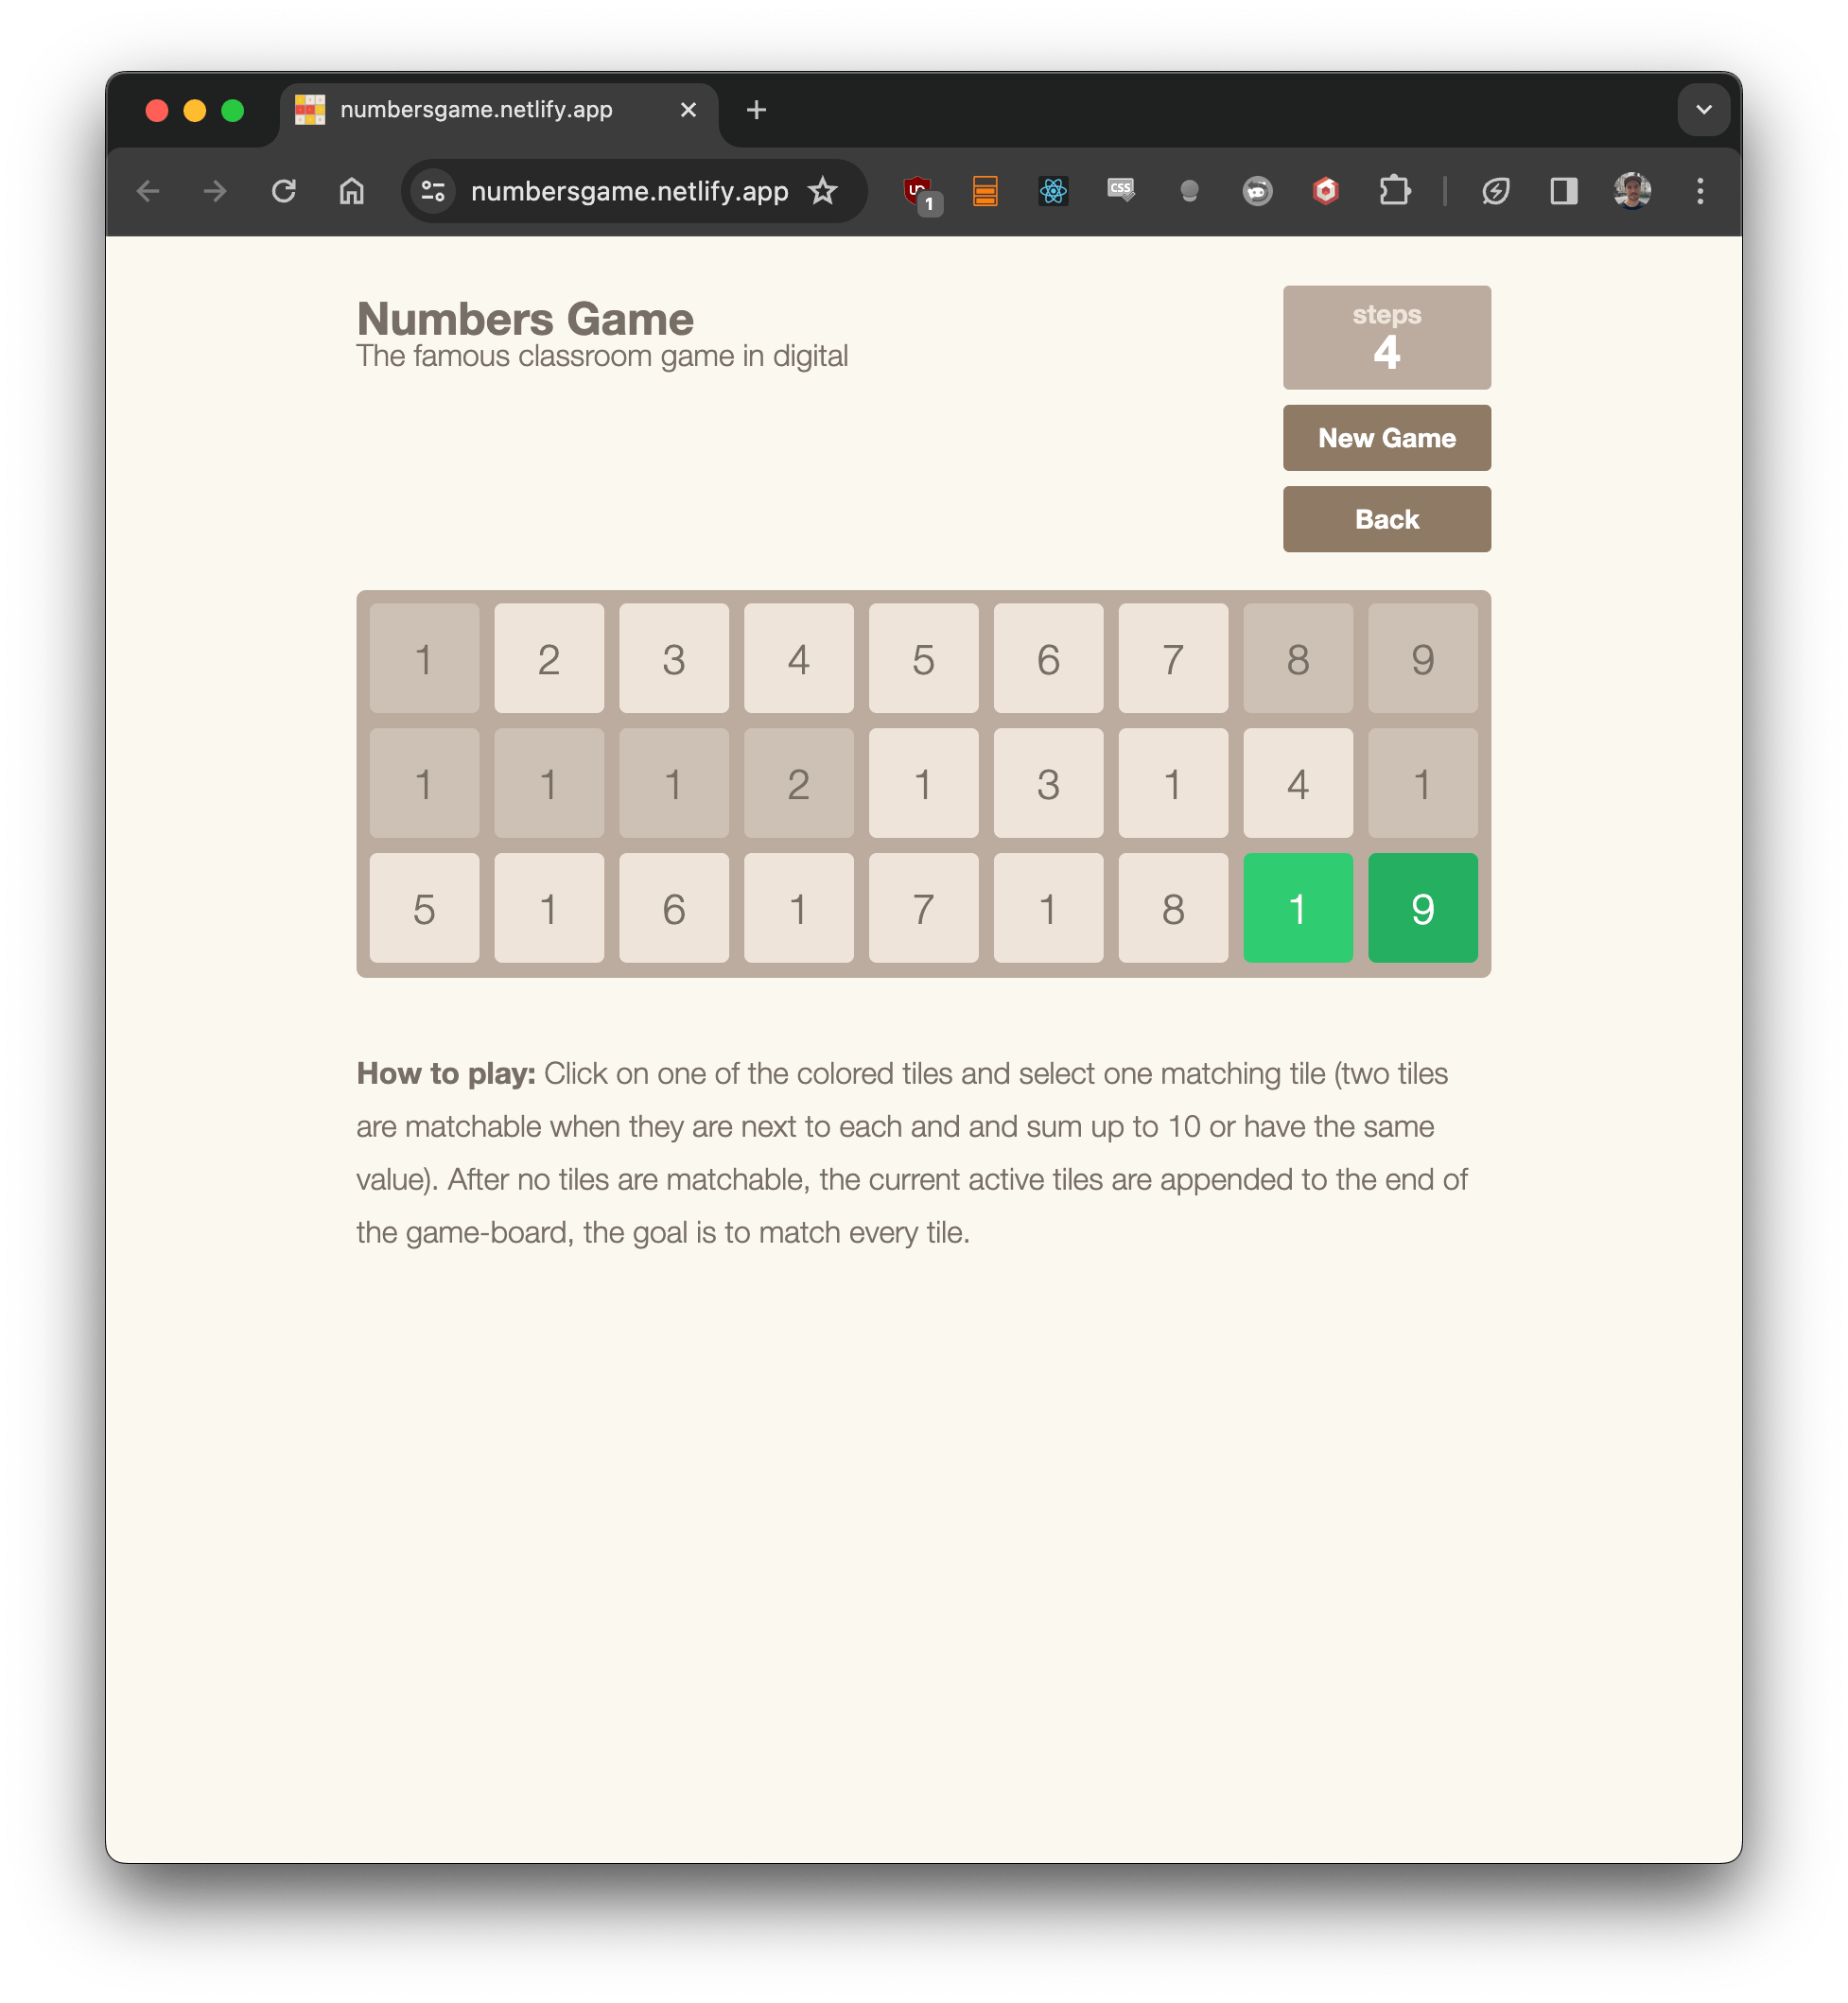 numbersgame.netlify.app
numbersgame.netlify.app
1
CSS
Numbers Game
The famous classroom game in digital
steps
4
New Game
Back
1 2 3 4 5 6 7 8 9
1 1 1 2 1 3 1 4 1
5 1 6 1 7 1 8 1 9
How to play: Click on one of the colored tiles and select one matching tile (two tiles
are matchable when they are next to each and and sum up to 10 or have the same
value). After no tiles are matchable, the current active tiles are appended to the end of
the game-board, the goal is to match every tile.